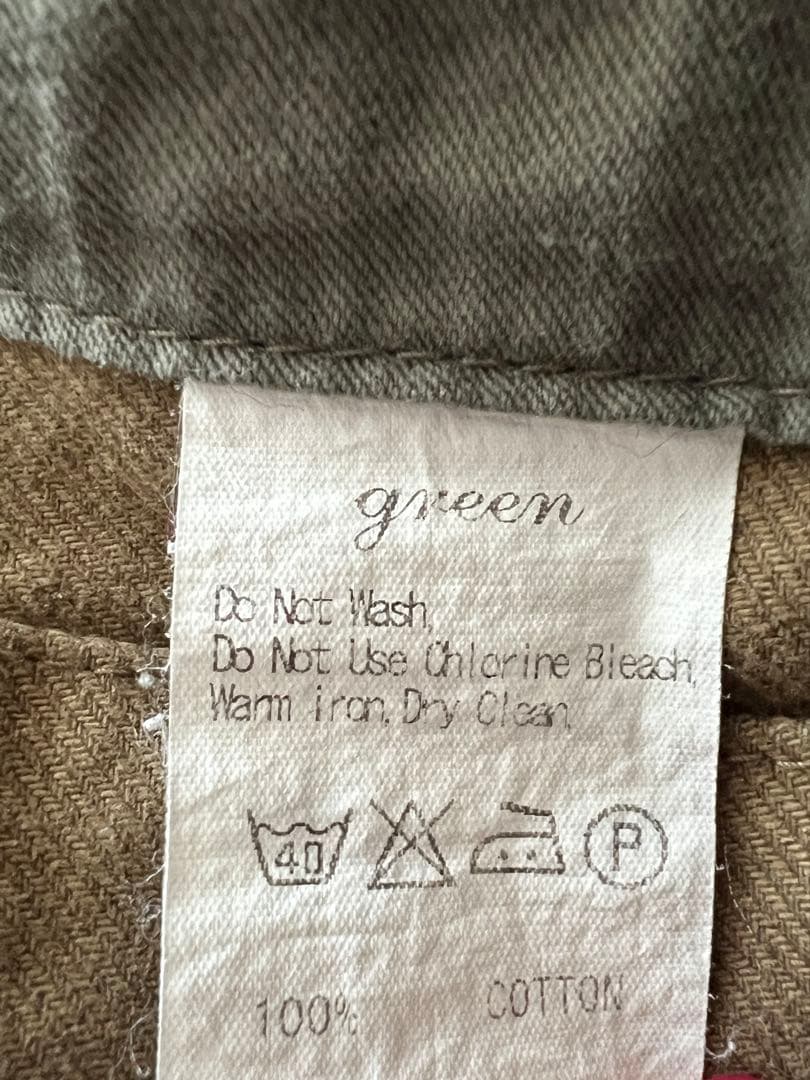 green
Do Not Wash,
Do Not Use Chlorine Bleach,
Warm iron, Dry Clean,
40 P
100% COTTON